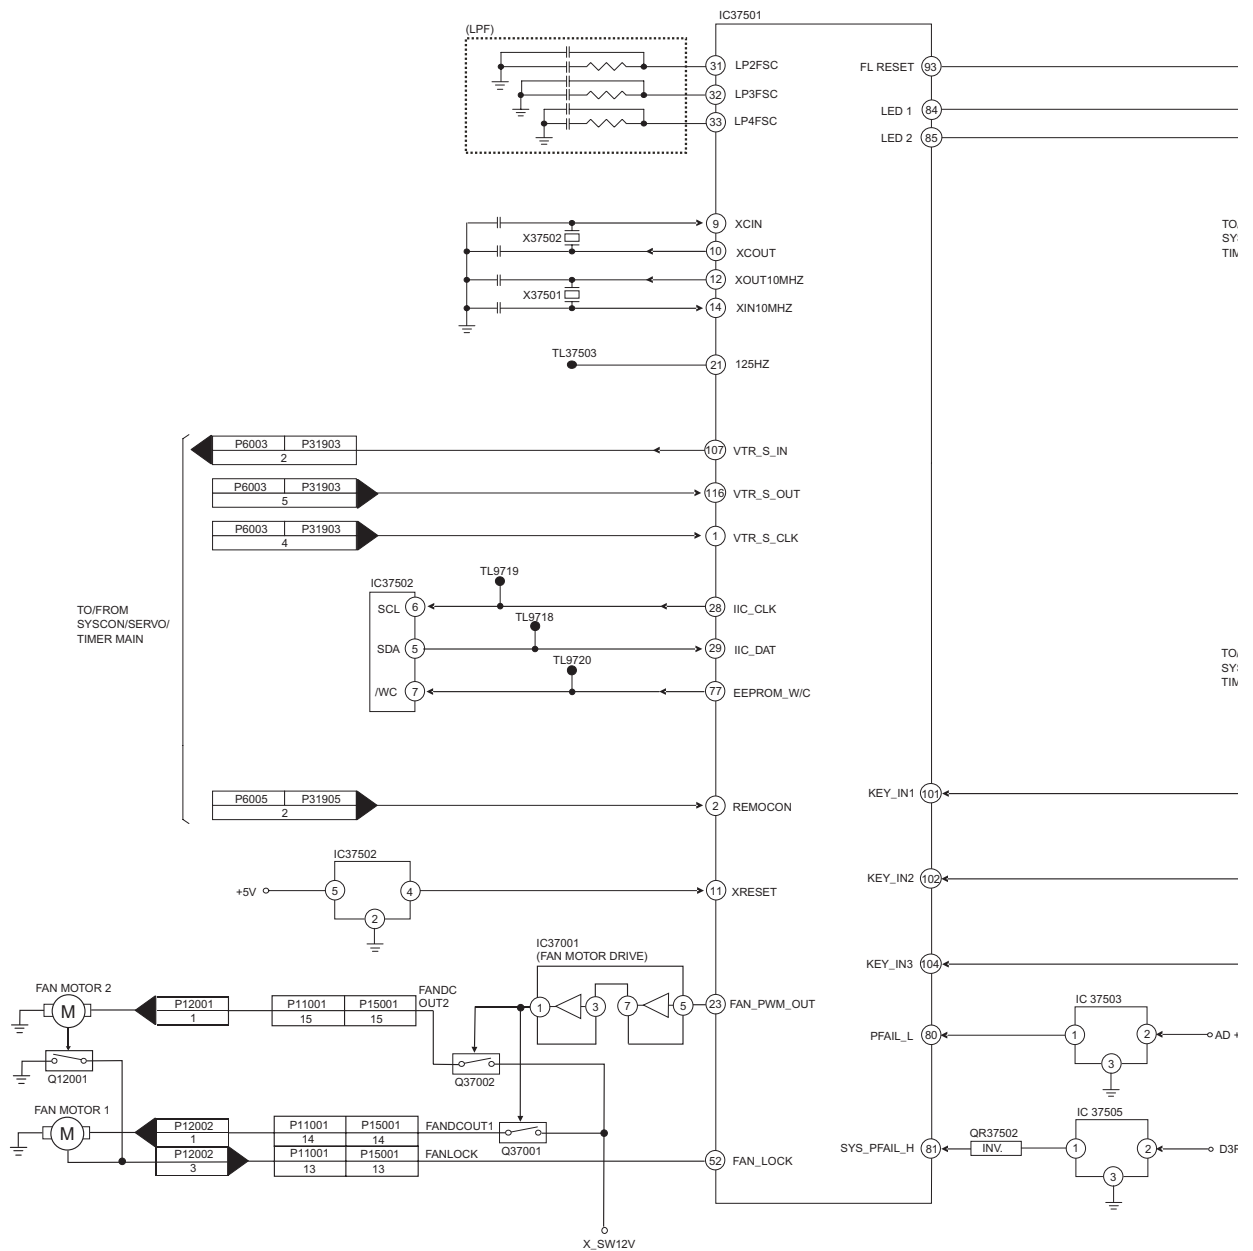 IC37501
(LPF)
31 LP2FSC
32 LP3FSC
33 LP4FSC
FL RESET 93
LED 1 84
LED 2 85
9 XCIN
X37502
10 XCOUT
12 XOUT10MHZ
X37501
14 XIN10MHZ
TL37503
21 125HZ
P6003 P31903
2
107 VTR_S_IN
P6003 P31903
5
116 VTR_S_OUT
P6003 P31903
4
1 VTR_S_CLK
TO/FROM
SYSCON/SERVO/
TIMER MAIN
IC37502
TL9719
SCL 6
28 IIC_CLK
TL9718
SDA 5
29 IIC_DAT
TL9720
/WC 7
77 EEPROM_W/C
P6005 P31905
2
2 REMOCON
KEY_IN1 101
IC37502
+5V 5 4
2
11 XRESET
KEY_IN2 102
KEY_IN3 104
IC37001
(FAN MOTOR DRIVE)
1 3 7 5
23 FAN_PWM_OUT
FAN MOTOR 2
M
P12001
1
P11001 P15001
15 15
FANDC
OUT2
Q12001
Q37002
IC 37503
PFAIL_L 80
1 2
3
AD +
FAN MOTOR 1
M
P12002
1
P11001 P15001
14 14
FANDCOUT1
Q37001
P12002
3
P11001 P15001
13 13
FANLOCK
52 FAN_LOCK
IC 37505
SYS_PFAIL_H 81
QR37502
INV.
1 2
3
X_SW12V